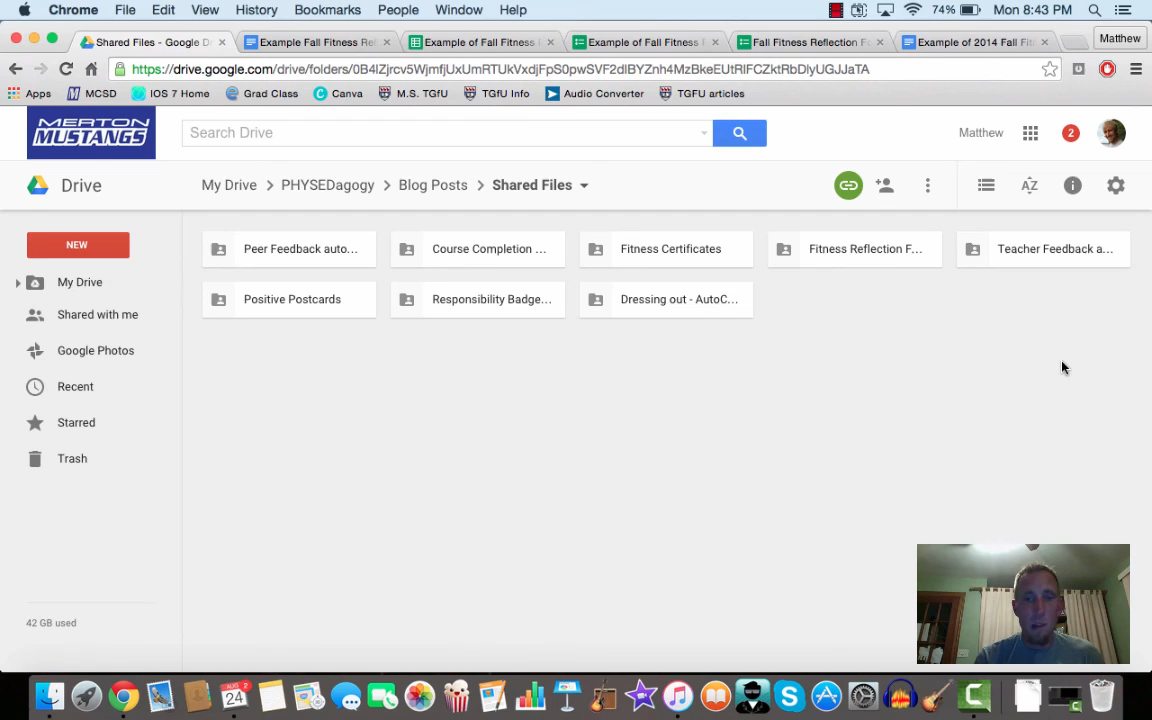 Chrome File Edit View History Bookmarks People Window Help 74% Mon 8:43 PM
Shared Files - Google D Example Fall Fitness Re Example of Fall Fitness Example of Fall Fitness Fall Fitness Reflection F Example of 2014 Fall Fit Matthew
https://drive.google.com/drive/folders/0B4lZjrcv5WjmfjUxUmRTUkVxdjFpS0pwSVF2dlBYZnh4MzBkeEUtRlFCZktRbDlyUGJJaTA
Apps MCSD IOS 7 Home Grad Class Canva M.S. TGfU TGfU Info Audio Converter TGFU articles
MERTON
MUSTANGS
Search Drive
Matthew 2
Drive My Drive PHYSEDagogy Blog Posts Shared Files AZ
NEW
My Drive
Shared with me
Google Photos
Recent
Starred
Trash
42 GB used
Peer Feedback auto... Course Completion ... Fitness Certificates Fitness Reflection F... Teacher Feedback a...
Positive Postcards Responsibility Badge... Dressing out - AutoC...
24